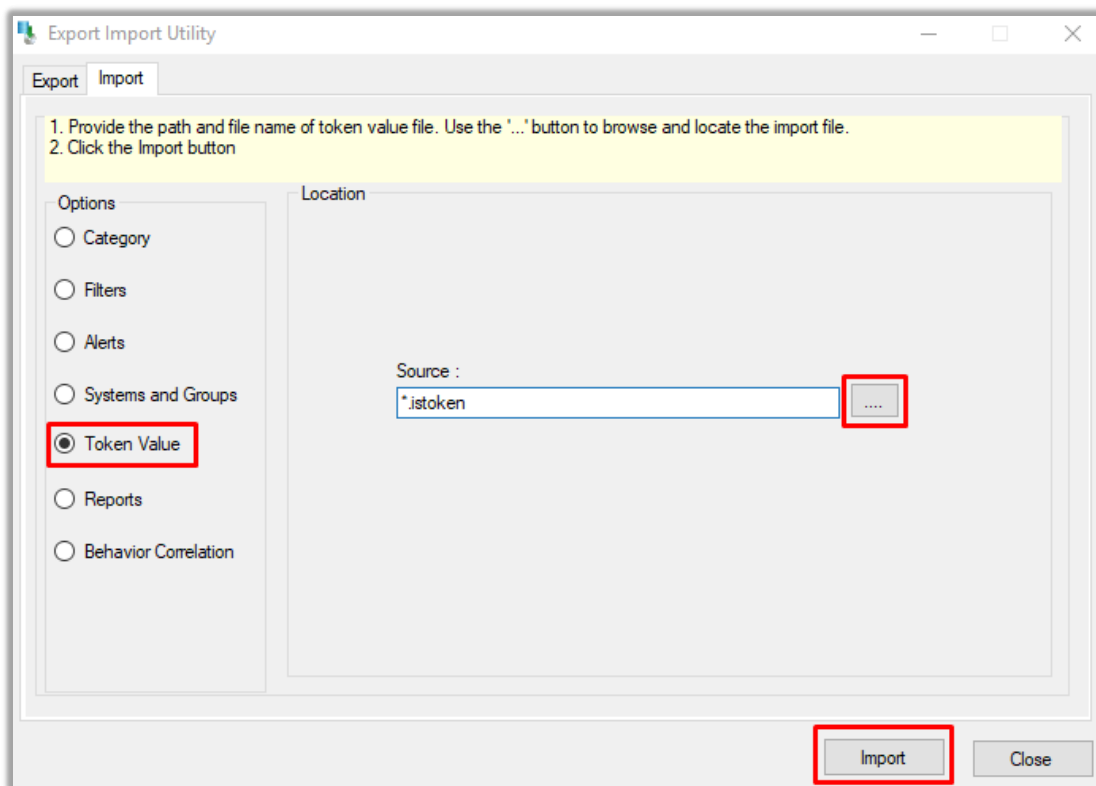 Export Import Utility
Export
Import
1. Provide the path and file name of token value file. Use the '...' button to browse and locate the import file.
2. Click the Import button
Options
Category
Filters
Alerts
Systems and Groups
Token Value
Reports
Behavior Correlation
Location
Source :
*.istoken
....
Import
Close